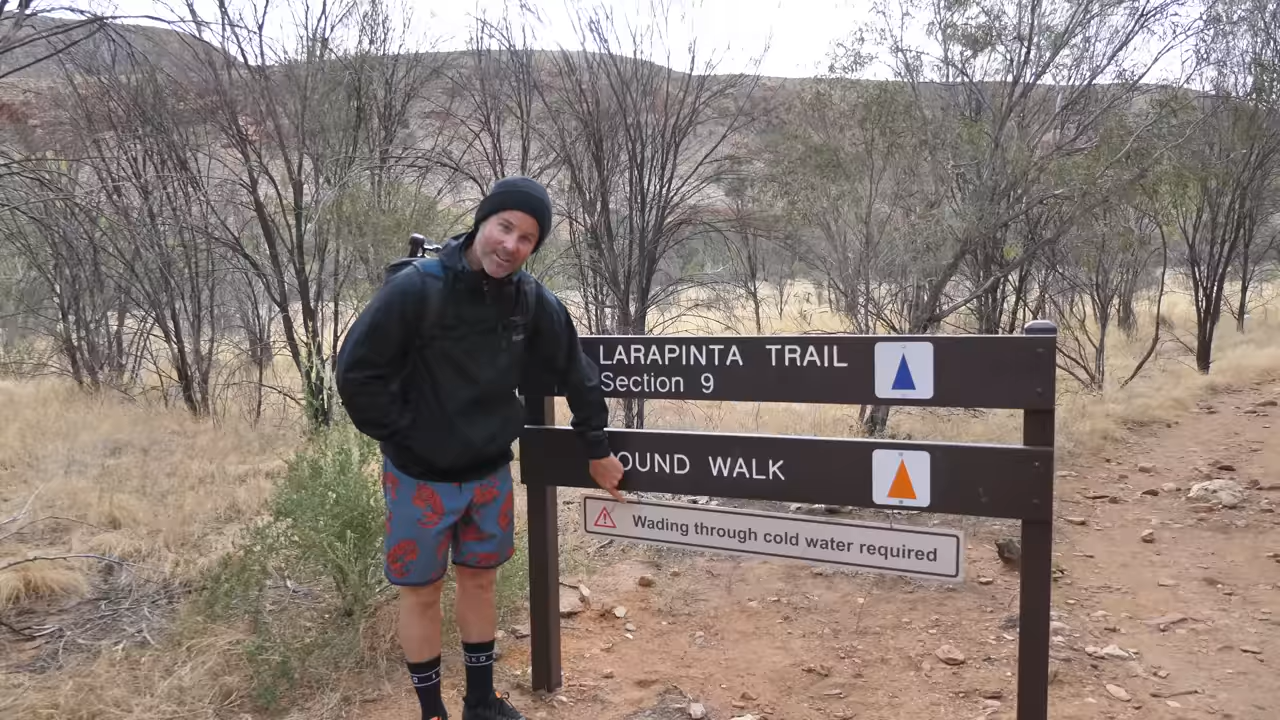 LARAPINTA TRAIL
Section 9
OUND WALK
Wading through cold water required